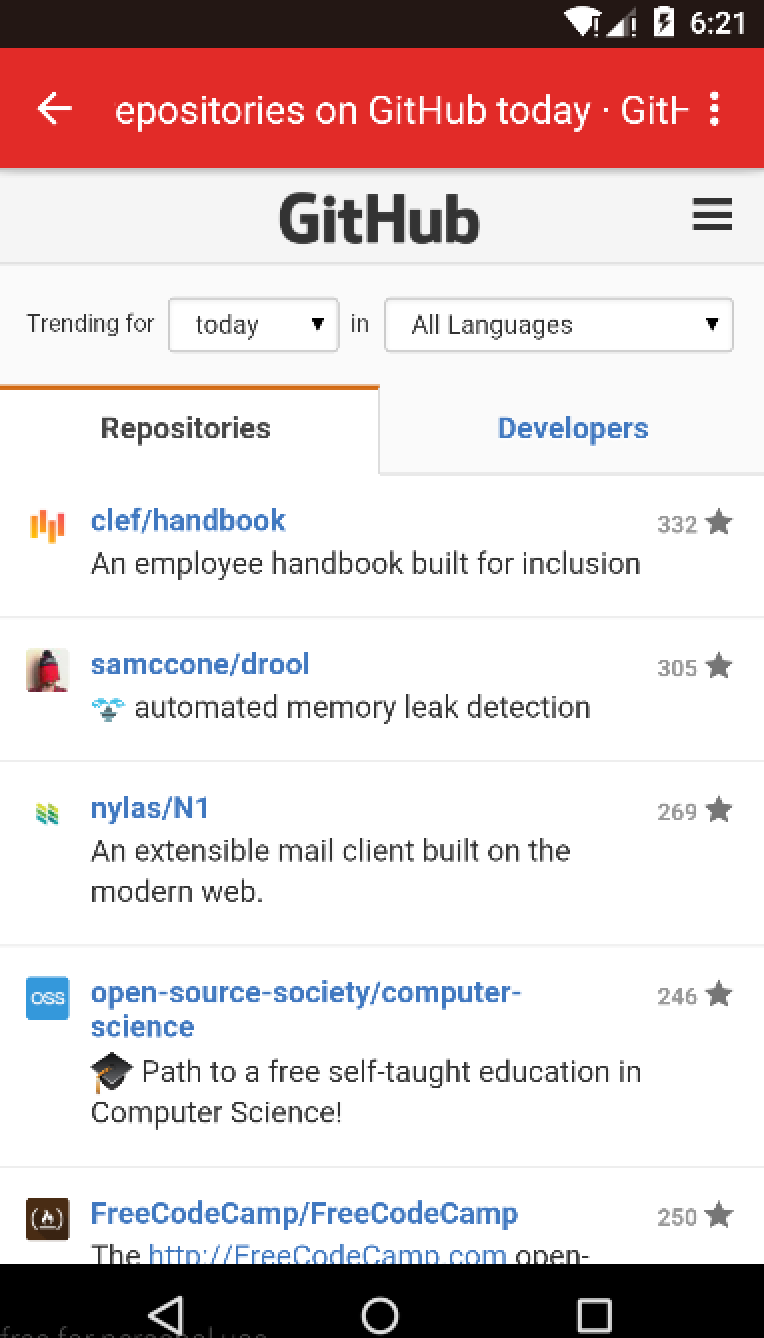 6:21
epositories on GitHub today · GitH
GitHub
Trending for today in All Languages
Repositories Developers
clef/handbook 332
An employee handbook built for inclusion
samccone/drool 305
automated memory leak detection
nylas/N1 269
An extensible mail client built on the
modern web.
oss open-source-society/computer- 246
science
Path to a free self-taught education in
Computer Science!
FreeCodeCamp/FreeCodeCamp 250
The http://FreeCodeCamp.com open-
free for personal use